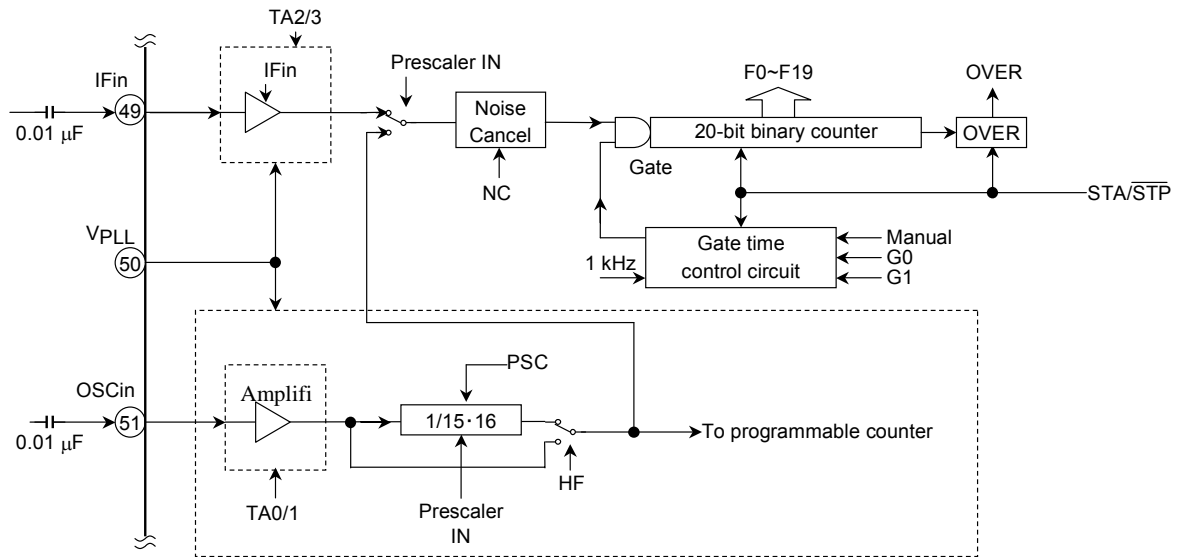 TA2/3
IFin
49
0.01 μF
IFin
Prescaler IN
Noise
Cancel
NC
Gate
F0~F19
20-bit binary counter
OVER
OVER
STA/S̅T̅P̅
VPLL
50
1 kHz
Gate time
control circuit
Manual
G0
G1
OSCin
51
0.01 μF
Amplifi
TA0/1
PSC
1/15·16
Prescaler
IN
HF
To programmable counter